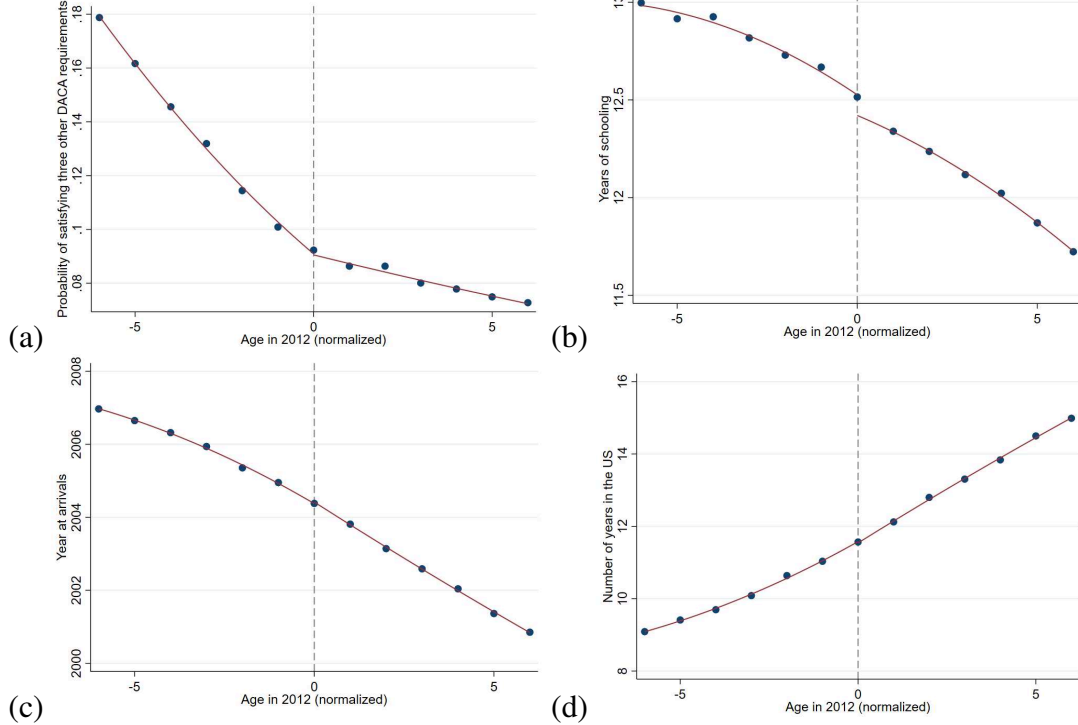 Probability of satisfying three other DACA requirements
.18
.16
.14
.12
.1
.08
-5
0
5
Age in 2012 (normalized)
(a)
Years of schooling
13
12.5
12
11.5
-5
0
5
Age in 2012 (normalized)
(b)
Year at arrivals
2008
2006
2004
2002
2000
-5
0
5
Age in 2012 (normalized)
(c)
Number of years in the US
16
14
12
10
8
-5
0
5
Age in 2012 (normalized)
(d)